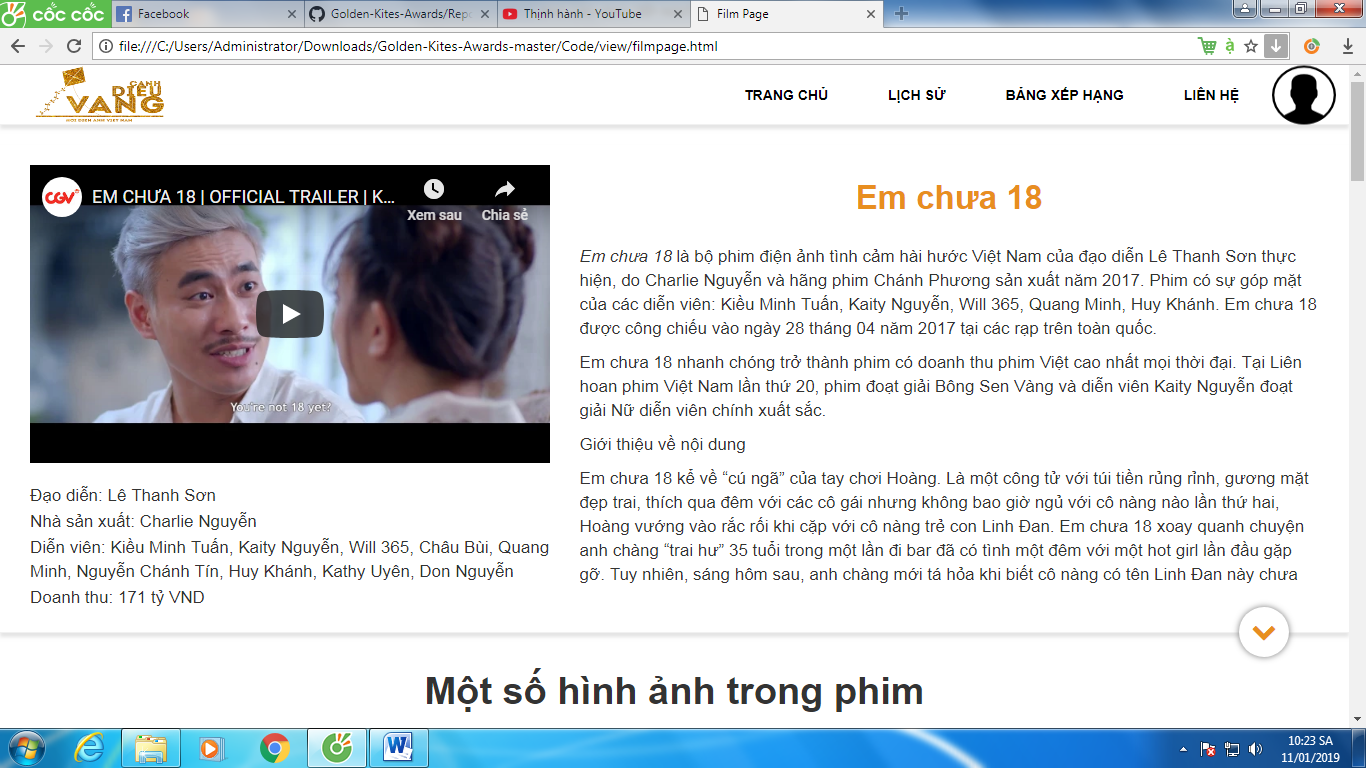 cốc cốc
Facebook
Golden-Kites-Awards/Repo
Thịnh hành - YouTube
Film Page
file:///C:/Users/Administrator/Downloads/Golden-Kites-Awards-master/Code/view/filmpage.html
CÁNH
DIỀU
VÀNG
HỘI ĐIỆN ẢNH VIỆT NAM
TRANG CHỦ
LỊCH SỬ
BẢNG XẾP HẠNG
LIÊN HỆ
CGV
EM CHƯA 18 | OFFICIAL TRAILER | K...
Xem sau
Chia sẻ
You're not 18 yet?
Đạo diễn: Lê Thanh Sơn
Nhà sản xuất: Charlie Nguyễn
Diễn viên: Kiều Minh Tuấn, Kaity Nguyễn, Will 365, Châu Bùi, Quang
Minh, Nguyễn Chánh Tín, Huy Khánh, Kathy Uyên, Don Nguyễn
Doanh thu: 171 tỷ VND
Em chưa 18
Em chưa 18 là bộ phim điện ảnh tình cảm hài hước Việt Nam của đạo diễn Lê Thanh Sơn thực
hiện, do Charlie Nguyễn và hãng phim Chánh Phương sản xuất năm 2017. Phim có sự góp mặt
của các diễn viên: Kiều Minh Tuấn, Kaity Nguyễn, Will 365, Quang Minh, Huy Khánh. Em chưa 18
được công chiếu vào ngày 28 tháng 04 năm 2017 tại các rạp trên toàn quốc.
Em chưa 18 nhanh chóng trở thành phim có doanh thu phim Việt cao nhất mọi thời đại. Tại Liên
hoan phim Việt Nam lần thứ 20, phim đoạt giải Bông Sen Vàng và diễn viên Kaity Nguyễn đoạt
giải Nữ diễn viên chính xuất sắc.
Giới thiệu về nội dung
Em chưa 18 kể về “cú ngã” của tay chơi Hoàng. Là một công tử với túi tiền rủng rỉnh, gương mặt
đẹp trai, thích qua đêm với các cô gái nhưng không bao giờ ngủ với cô nàng nào lần thứ hai,
Hoàng vướng vào rắc rối khi cặp với cô nàng trẻ con Linh Đan. Em chưa 18 xoay quanh chuyện
anh chàng “trai hư” 35 tuổi trong một lần đi bar đã có tình một đêm với một hot girl lần đầu gặp
gỡ. Tuy nhiên, sáng hôm sau, anh chàng mới tá hỏa khi biết cô nàng có tên Linh Đan này chưa
Một số hình ảnh trong phim
10:23 SA
11/01/2019